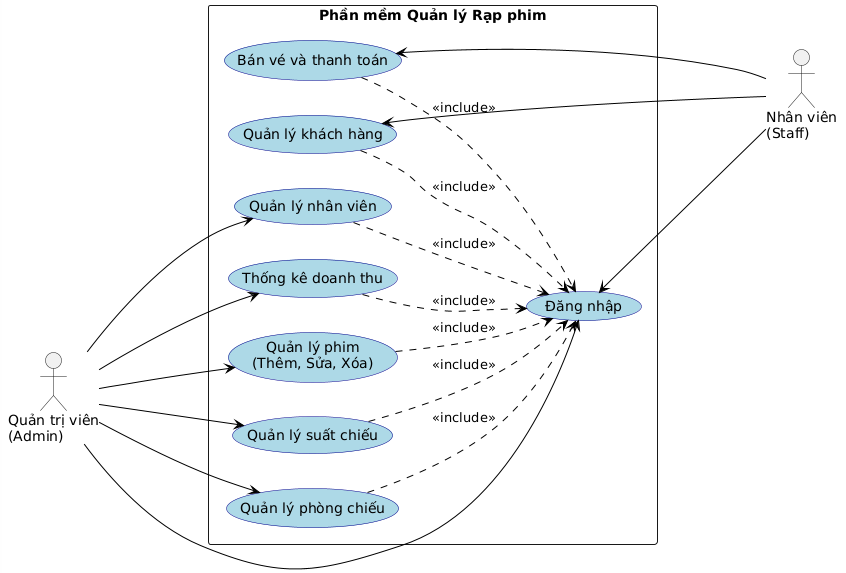 Phần mềm Quản lý Rạp phim
Bán vé và thanh toán
«include»
Nhân viên
(Staff)
Quản lý khách hàng
«include»
Quản lý nhân viên
«include»
Thống kê doanh thu
«include»
Đăng nhập
«include»
Quản lý phim
(Thêm, Sửa, Xóa)
«include»
Quản trị viên
(Admin)
Quản lý suất chiếu
«include»
Quản lý phòng chiếu